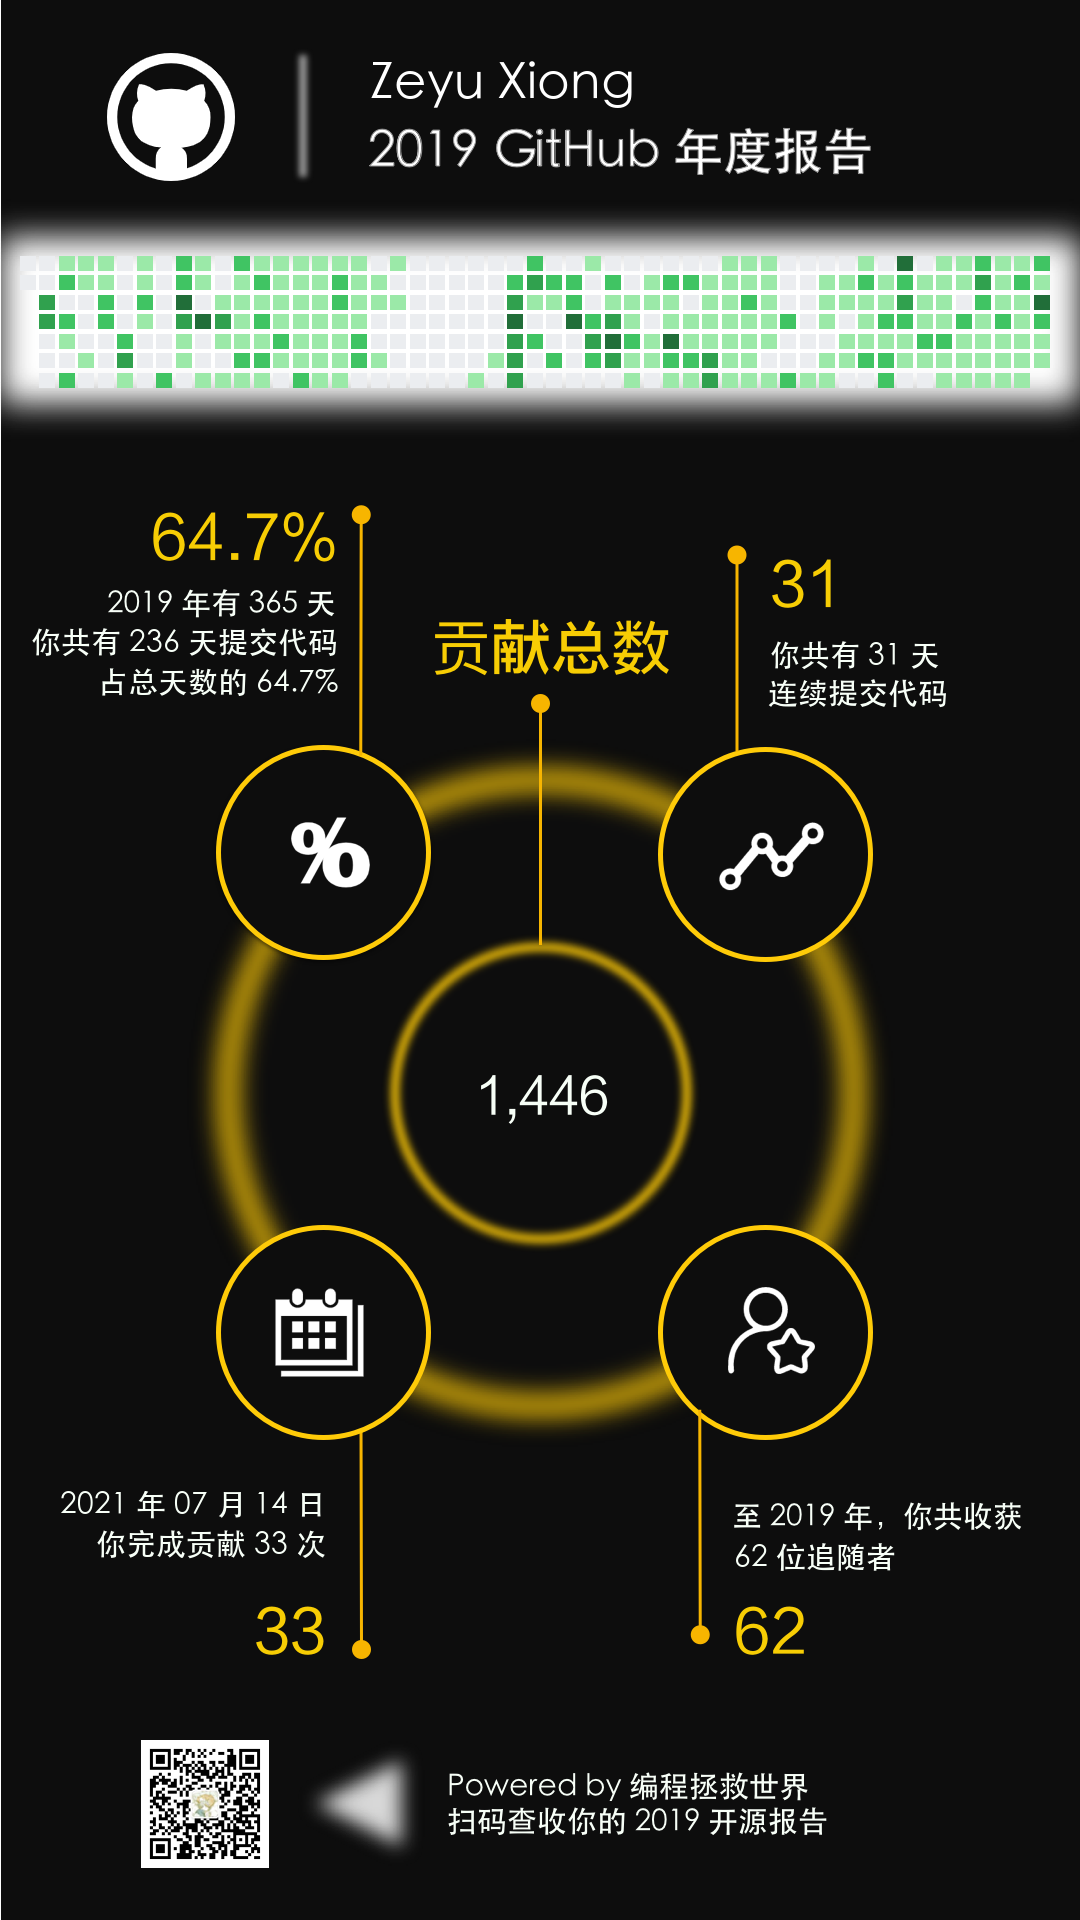 Zeyu Xiong
2019 GitHub 年度报告
64.7%
2019 年有 365 天
你共有 236 天提交代码
占总天数的 64.7%
贡献总数
31
你共有 31 天
连续提交代码
%
1,446
2021 年 07 月 14 日
你完成贡献 33 次
33
至 2019 年，你共收获
62 位追随者
62
Powered by 编程拯救世界
扫码查收你的 2019 开源报告